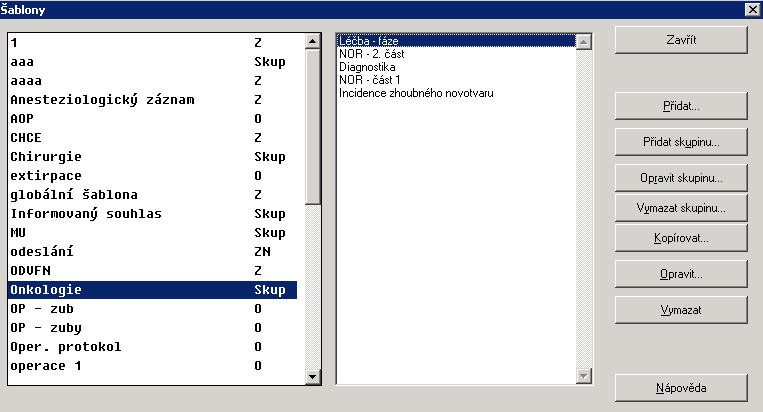 Šablony
1 Z
aaa Skup
aaaa Z
Anesteziologický záznam Z
AOP O
CHCE Z
Chirurgie Skup
extirpace O
globální šablona Z
Informovaný souhlas Skup
MU Skup
odeslání ZN
ODVFN Z
Onkologie Skup
OP - zub O
OP - zuby O
Oper. protokol O
operace 1 O
Léčba - fáze
NOR - 2. část
Diagnostika
NOR - část 1
Incidence zhoubného novotvaru
Zavřít
Přidat...
Přidat skupinu...
Opravit skupinu...
Vymazat skupinu...
Kopírovat...
Opravit...
Vymazat
Nápověda